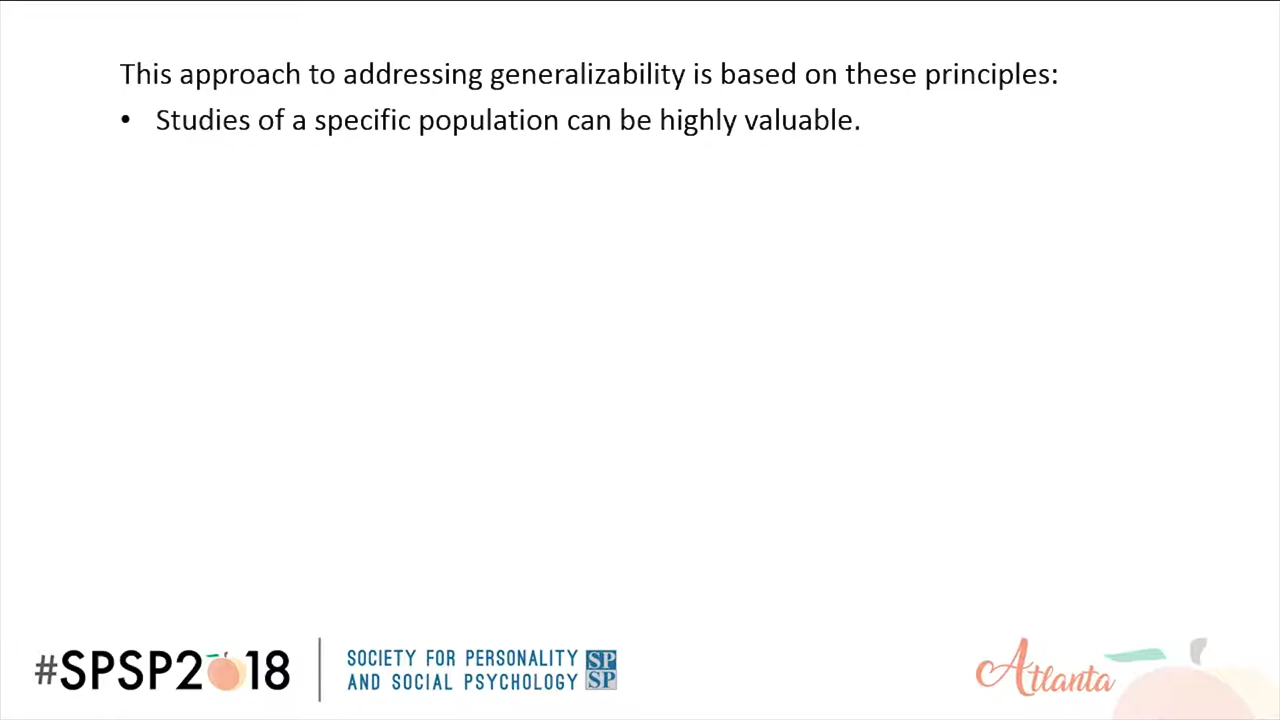 This approach to addressing generalizability is based on these principles:
• Studies of a specific population can be highly valuable.
#SPSP2018
SOCIETY FOR PERSONALITY
AND SOCIAL PSYCHOLOGY
SP
SP
Atlanta